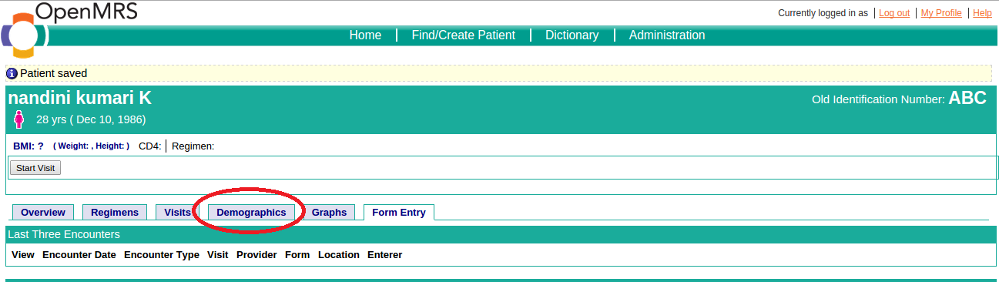 OpenMRS
Currently logged in as | Log out | My Profile | Help
Home | Find/Create Patient | Dictionary | Administration
i Patient saved
nandini kumari K
Old Identification Number: ABC
28 yrs ( Dec 10, 1986)
BMI: ? ( Weight: , Height: ) CD4: | Regimen:
Start Visit
Overview Regimens Visits Demographics Graphs Form Entry
Last Three Encounters
View Encounter Date Encounter Type Visit Provider Form Location Enterer